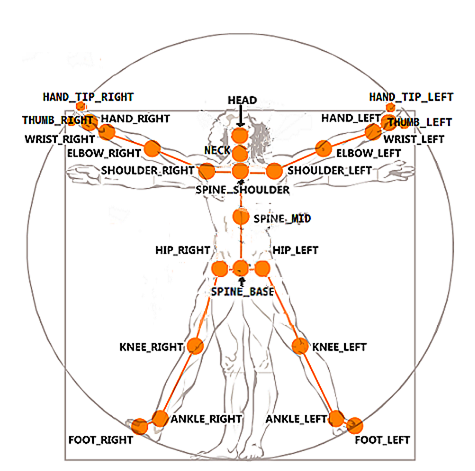 HAND_TIP_RIGHT
HEAD
HAND_TIP_LEFT
THUMB_RIGHT
HAND_RIGHT
HAND_LEFT
THUMB_LEFT
WRIST_RIGHT
WRIST_LEFT
ELBOW_RIGHT
NECK
ELBOW_LEFT
SHOULDER_RIGHT
SHOULDER_LEFT
SPINE_SHOULDER
SPINE_MID
HIP_RIGHT
HIP_LEFT
SPINE_BASE
KNEE_RIGHT
KNEE_LEFT
ANKLE_RIGHT
ANKLE_LEFT
FOOT_RIGHT
FOOT_LEFT